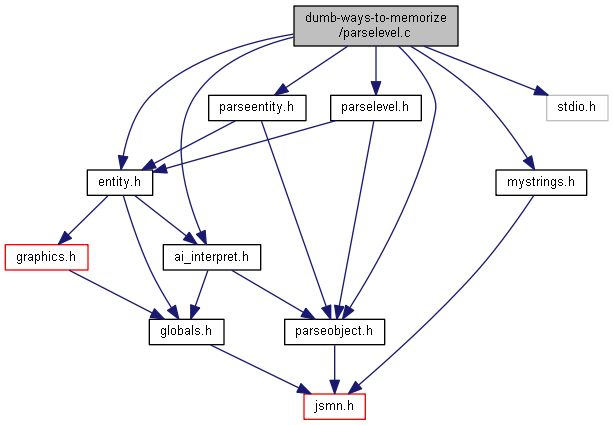 dumb-ways-to-memorize
/parselevel.c
parseentity.h
parselevel.h
stdio.h
entity.h
mystrings.h
graphics.h
ai_interpret.h
globals.h
parseobject.h
jsmn.h